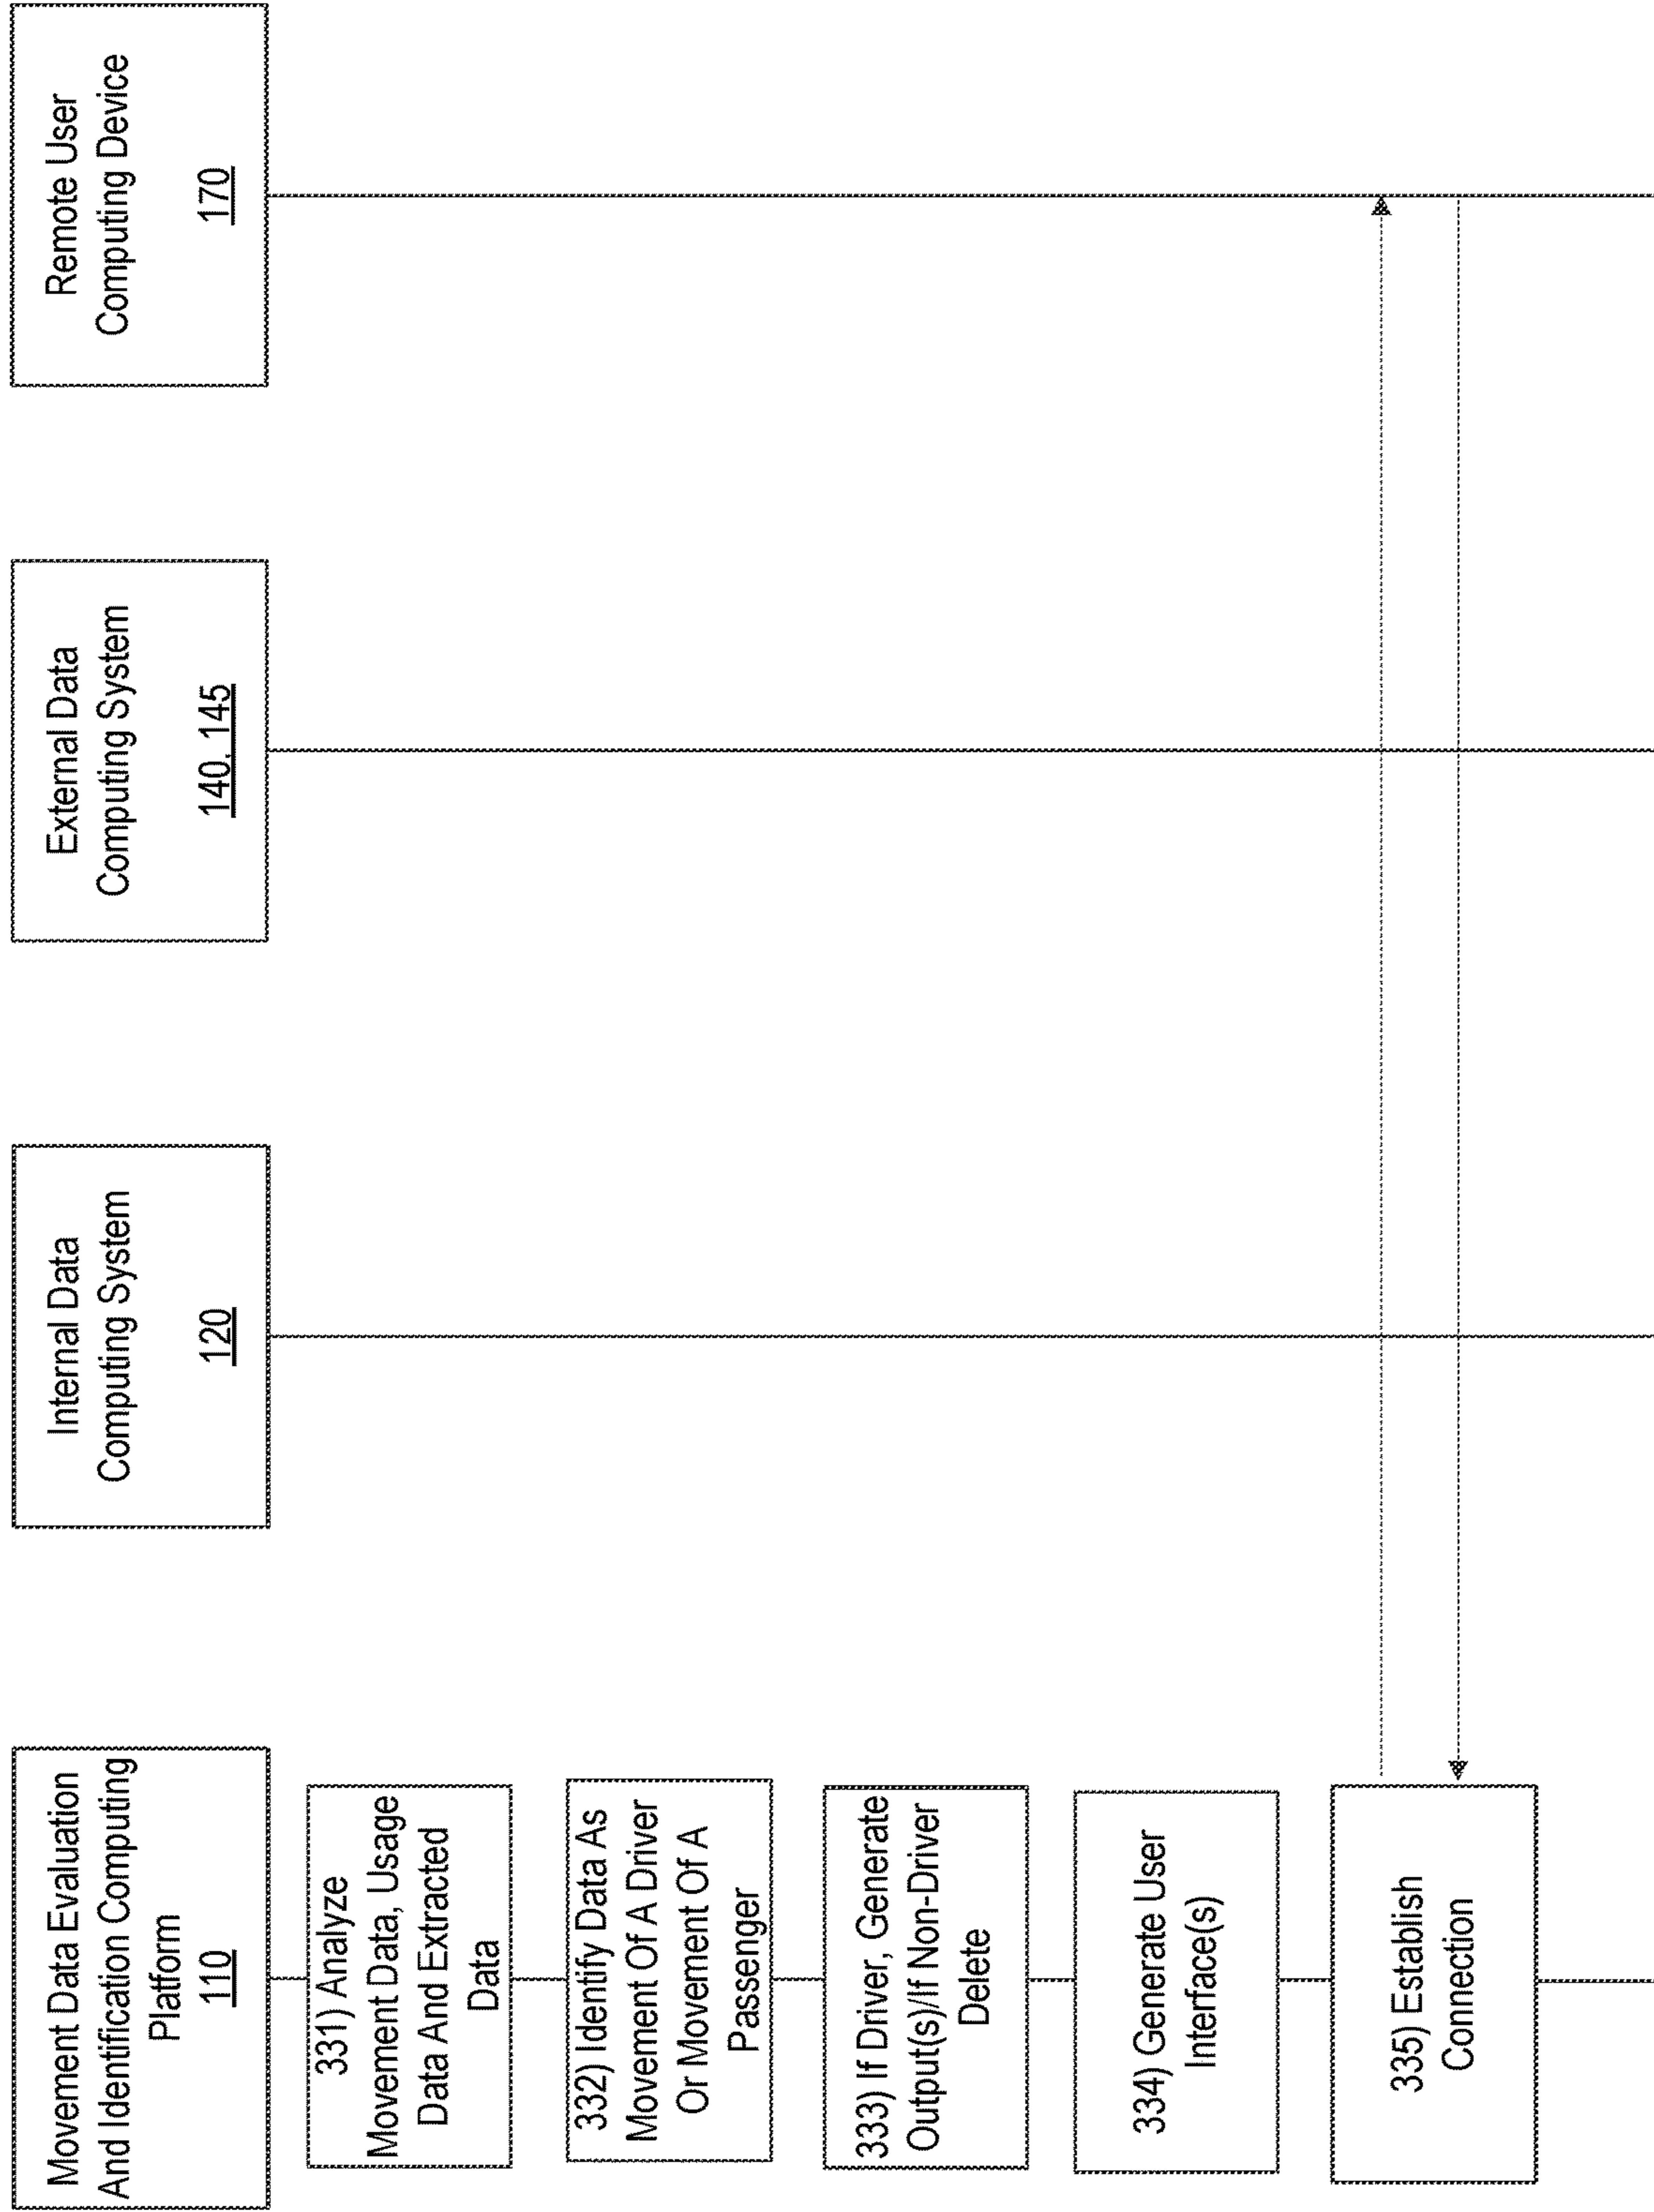 Movement Data Evaluation
And Identification Computing
Platform
110
Internal Data
Computing System
120
External Data
Computing System
140, 145
Remote User
Computing Device
170
331) Analyze
Movement Data, Usage
Data And Extracted
Data
332) Identify Data As
Movement Of A Driver
Or Movement Of A
Passenger
333) If Driver, Generate
Output(s)/If Non-Driver
Delete
334) Generate User
Interface(s)
335) Establish
Connection